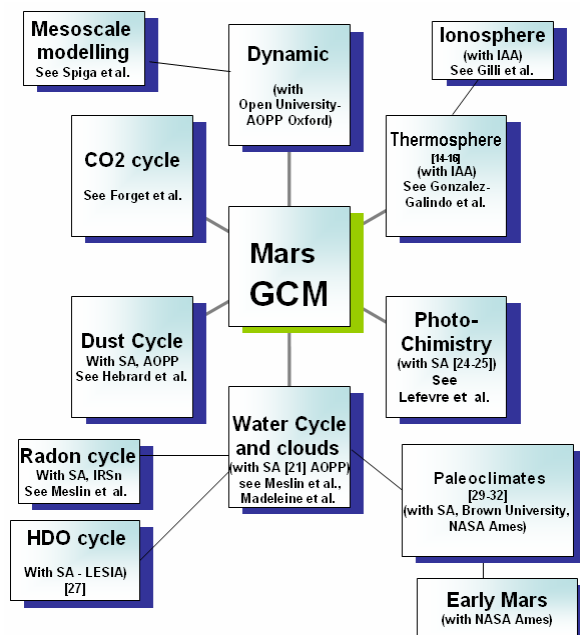 Mesoscale
modelling
See Spiga et al.
Dynamic
(with
Open University-
AOPP Oxford)
Ionosphere
(with IAA)
See Gilli et al.
CO2 cycle
See Forget et al.
Thermosphere
[14-16]
(with IAA)
See Gonzalez-
Galindo et al.
Mars
GCM
Dust Cycle
With SA, AOPP
See Hebrard et al.
Photo-
Chimistry
(with SA [24-25])
See
Lefevre et al.
Water Cycle
and clouds
(with SA [21] AOPP)
see Meslin et al.,
Madeleine et al.
Radon cycle
With SA, IRSn
See Meslin et al.
HDO cycle
With SA - LESIA)
[27]
Paleoclimates
[29-32]
(with SA, Brown University,
NASA Ames)
Early Mars
(with NASA Ames)